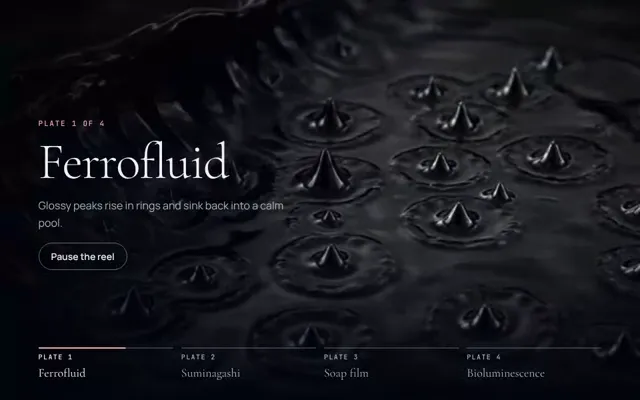 PLATE 1 OF 4
Ferrofluid
Glossy peaks rise in rings and sink back into a calm
pool.
Pause the reel
PLATE 1
Ferrofluid
PLATE 2
Suminagashi
PLATE 3
Soap film
PLATE 4
Bioluminescence